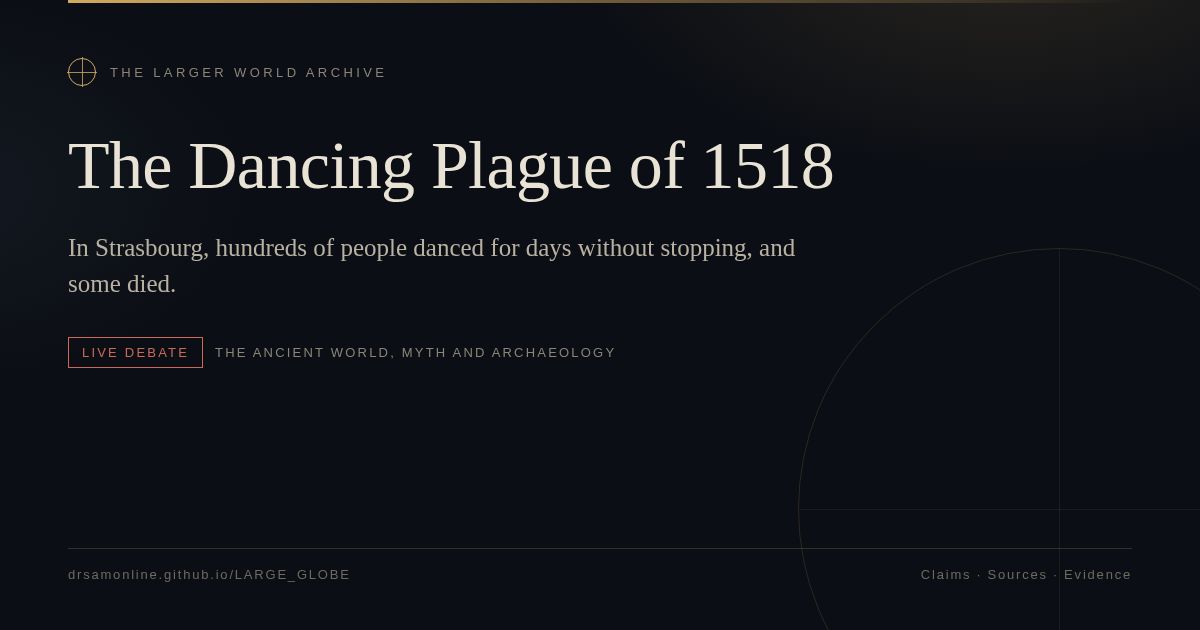 THE LARGER WORLD ARCHIVE
The Dancing Plague of 1518
In Strasbourg, hundreds of people danced for days without stopping, and
some died.
LIVE DEBATE THE ANCIENT WORLD, MYTH AND ARCHAEOLOGY
drsamonline.github.io/LARGE_GLOBE Claims · Sources · Evidence